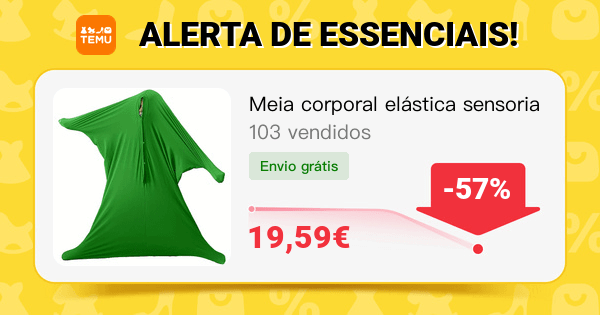 TEMU
ALERTA DE ESSENCIAIS!
Meia corporal elástica sensoria
103 vendidos
Envio grátis
-57%
19,59€